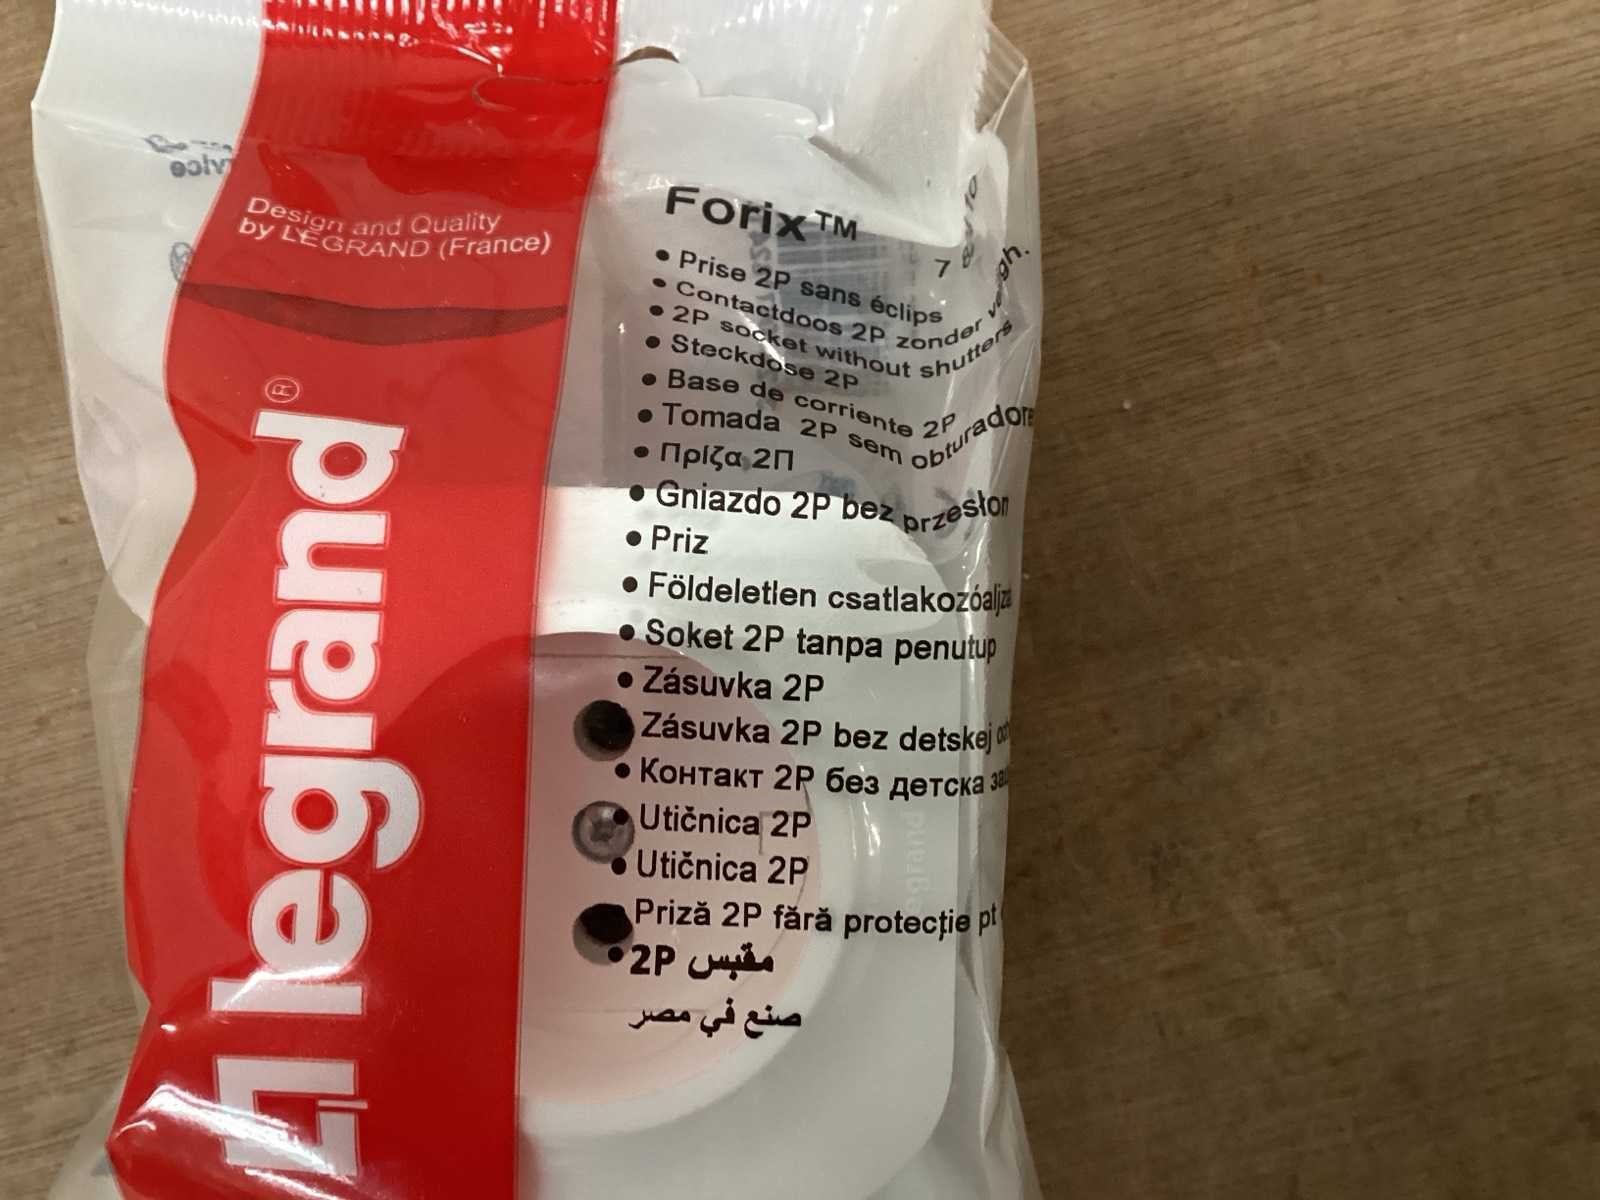 Design and Quality
by LEGRAND (France)
legrand®
Forix™
• Prise 2P sans éclips
• Contactdoos 2P zonder
• 2P socket without shutters
• Steckdose 2P
• Base de corriente 2P
• Tomada 2P sem obturadore
• Πρίζα 2Π
• Gniazdo 2P bez przesłon
• Priz
• Földeletlen csatlakozóaljza
• Soket 2P tanpa penutup
• Zásuvka 2P
Zásuvka 2P bez detskej
• Контакт 2P без детска
• Utičnica 2P
• Utičnica 2P
Priză 2P fără protecție pt
• مقبس 2P
صنع في مصر